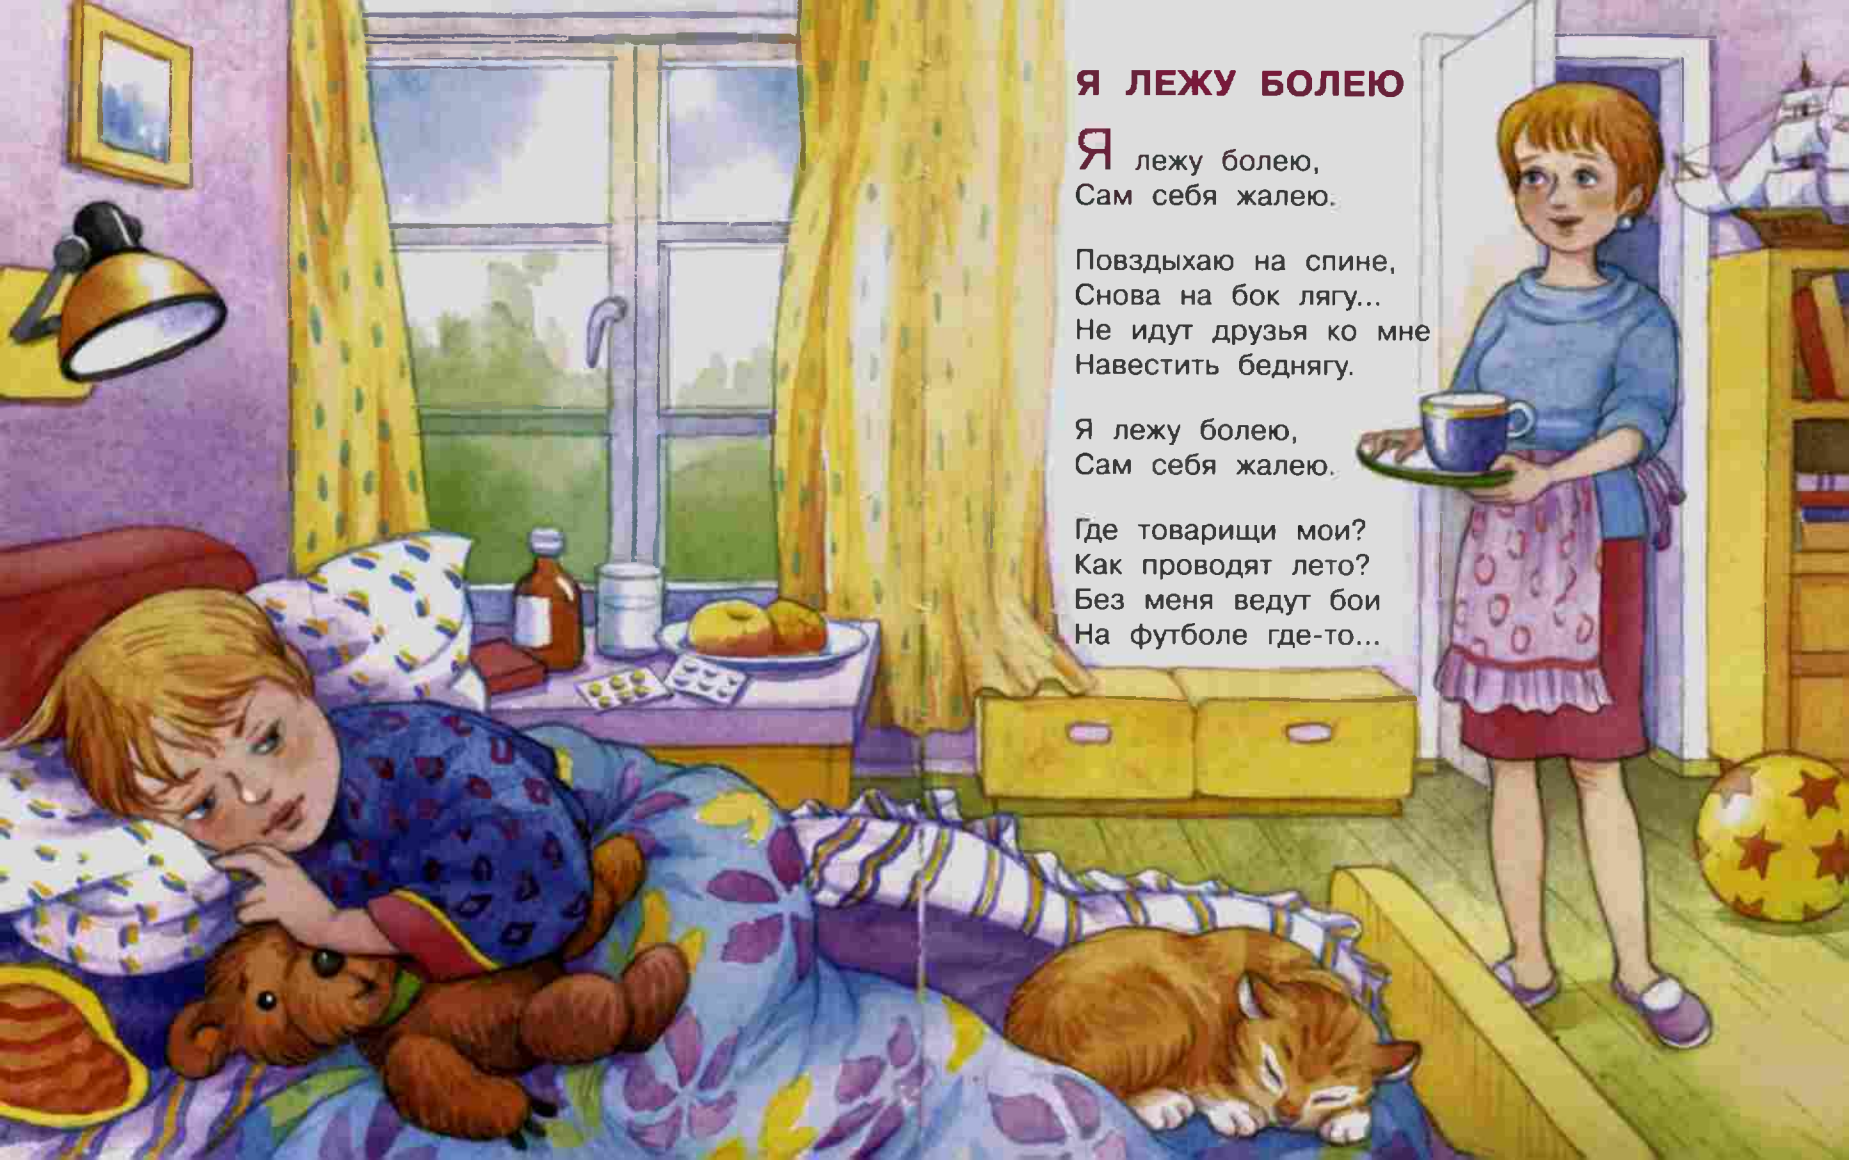 Я ЛЕЖУ БОЛЕЮ
Я лежу болею,
Сам себя жалею.
Повздыхаю на спине,
Снова на бок лягу...
Не идут друзья ко мне
Навестить беднягу.
Я лежу болею,
Сам себя жалею.
Где товарищи мои?
Как проводят лето?
Без меня ведут бои
На футболе где-то...